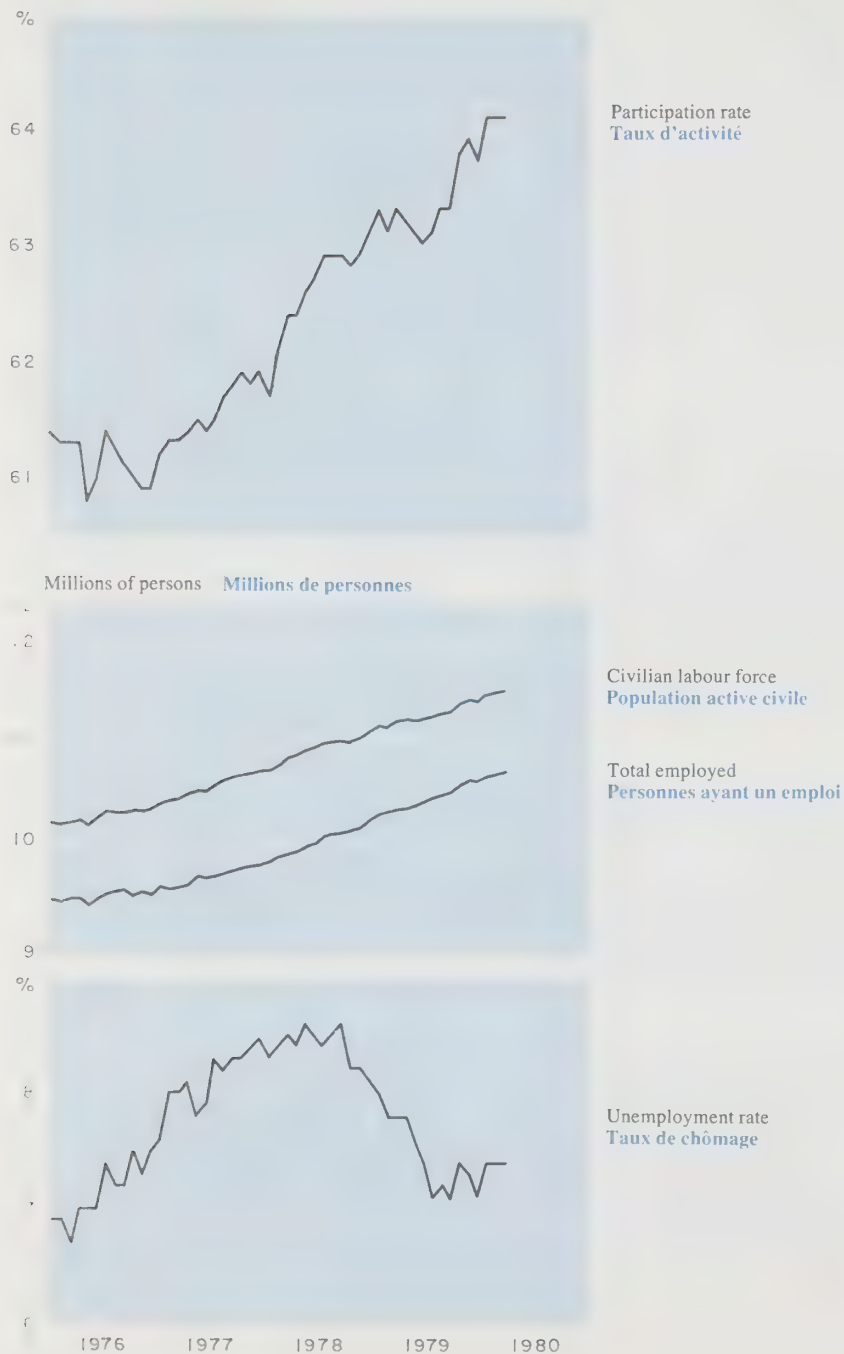 %
64
Participation rate
Taux d'activité
63
62
61
Millions of persons Millions de personnes
Civilian labour force
Population active civile
Total employed
Personnes ayant un emploi
10
9
%
8
Unemployment rate
Taux de chômage
1976 1977 1978 1979 1980